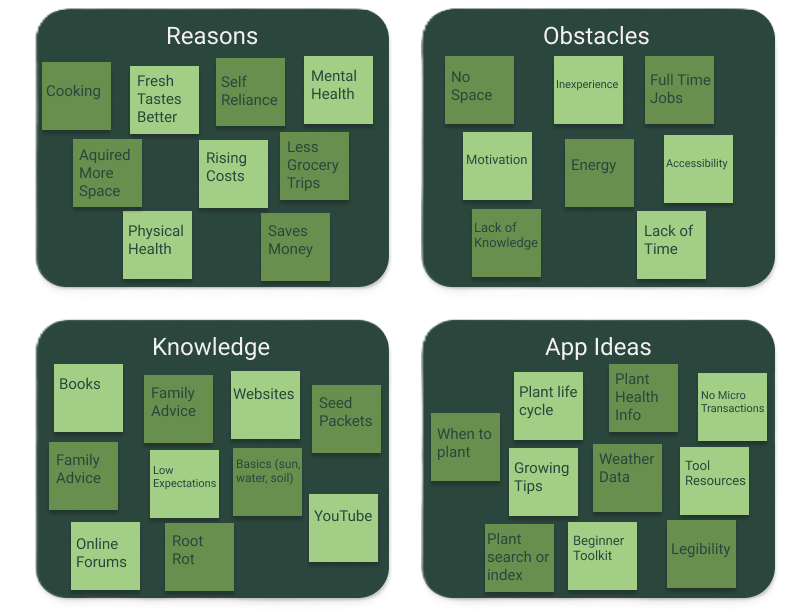 Reasons
Cooking
Fresh
Tastes
Better
Self
Reliance
Mental
Health
Aquired
More
Space
Rising
Costs
Less
Grocery
Trips
Physical
Health
Saves
Money
Obstacles
No
Space
Inexperience
Full Time
Jobs
Motivation
Energy
Accessibility
Lack of
Knowledge
Lack of
Time
Knowledge
Books
Family
Advice
Websites
Seed
Packets
Family
Advice
Low
Expectations
Basics (sun,
water, soil)
YouTube
Online
Forums
Root
Rot
App Ideas
When to
plant
Plant life
cycle
Plant
Health
Info
No Micro
Transactions
Growing
Tips
Weather
Data
Tool
Resources
Plant
search or
index
Beginner
Toolkit
Legibility